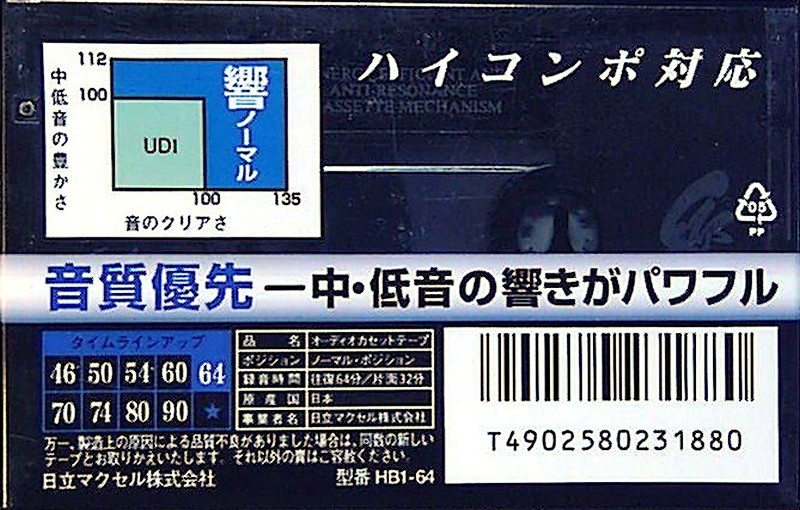 ハイコンポ対応
ANTI-RESONANCE
CASSETTE MECHANISM
中低音の豊かさ
112
100
響
ノーマル
UDI
100 135
音のクリアさ
05
PP
音質優先―中・低音の響きがパワフル
タイムラインアップ
46 50 54 60 64
70 74 80 90 ★
品名 オーディオカセットテープ
ポジション ノーマル・ポジション
録音時間 往復64分/片面32分
原産国 日本
事業者名 日立マクセル株式会社
万一、製造上の原因による品質不良がありました場合は、同数の新しい
テープとお取りかえいたします。それ以外の責はご容赦ください。
日立マクセル株式会社 型番 HB1-64
T4902580231880